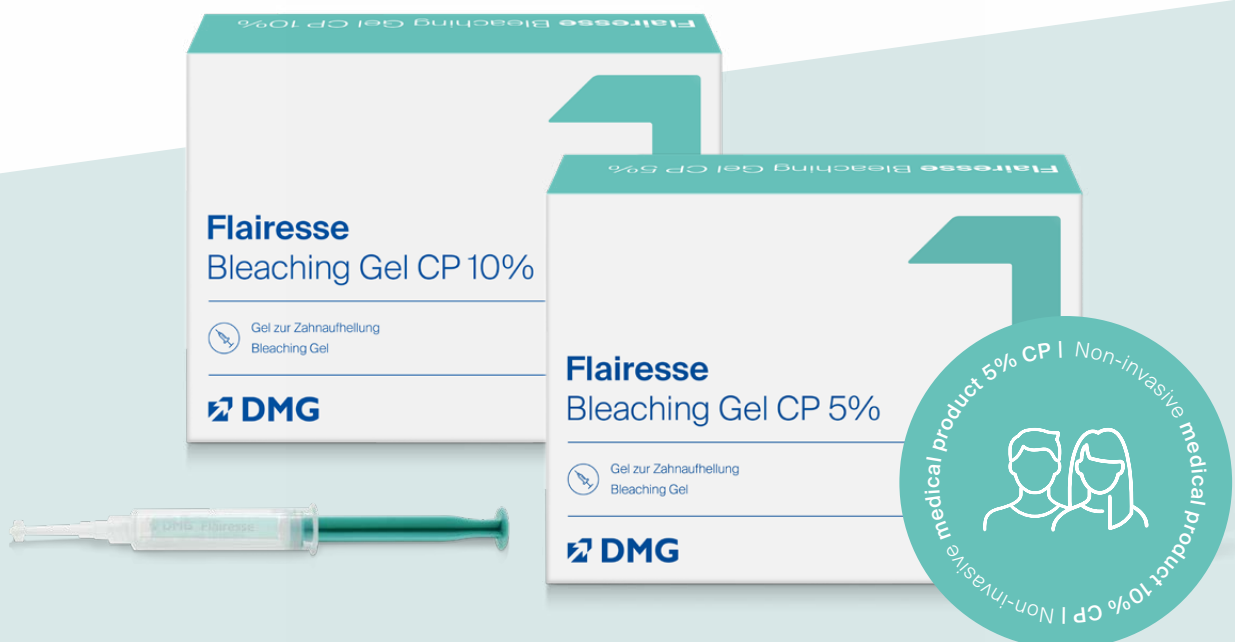 Flairesse Bleaching Gel CP 10%
Flairesse
Bleaching Gel CP 10%
Gel zur Zahnaufhellung
Bleaching Gel
DMG
Flairesse Bleaching Gel CP 5%
Flairesse
Bleaching Gel CP 5%
Gel zur Zahnaufhellung
Bleaching Gel
DMG
DMG Flairesse
Non-invasive medical product 5% CP | Non-invasive medical product 10% CP |